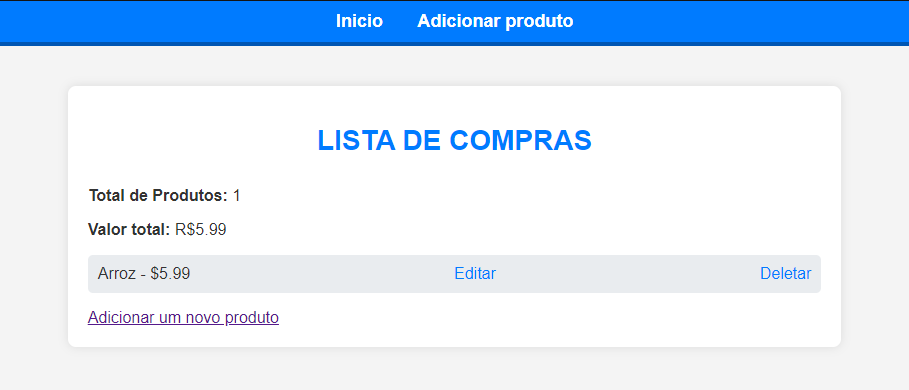 Inicio Adicionar produto
LISTA DE COMPRAS
Total de Produtos: 1
Valor total: R$5.99
Arroz - $5.99 Editar Deletar
Adicionar um novo produto